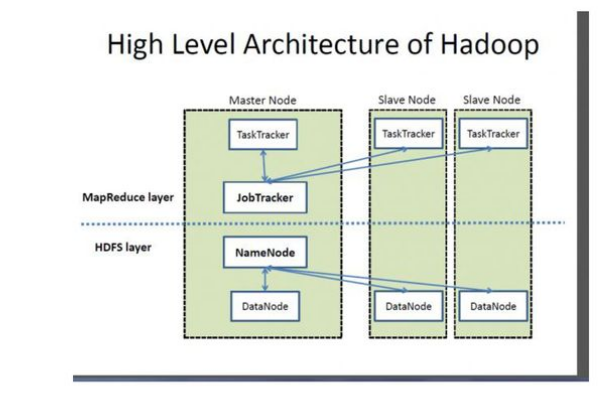 High Level Architecture of Hadoop
Master Node
Slave Node
Slave Node
TaskTracker
TaskTracker
TaskTracker
MapReduce layer
JobTracker
HDFS layer
NameNode
DataNode
DataNode
DataNode